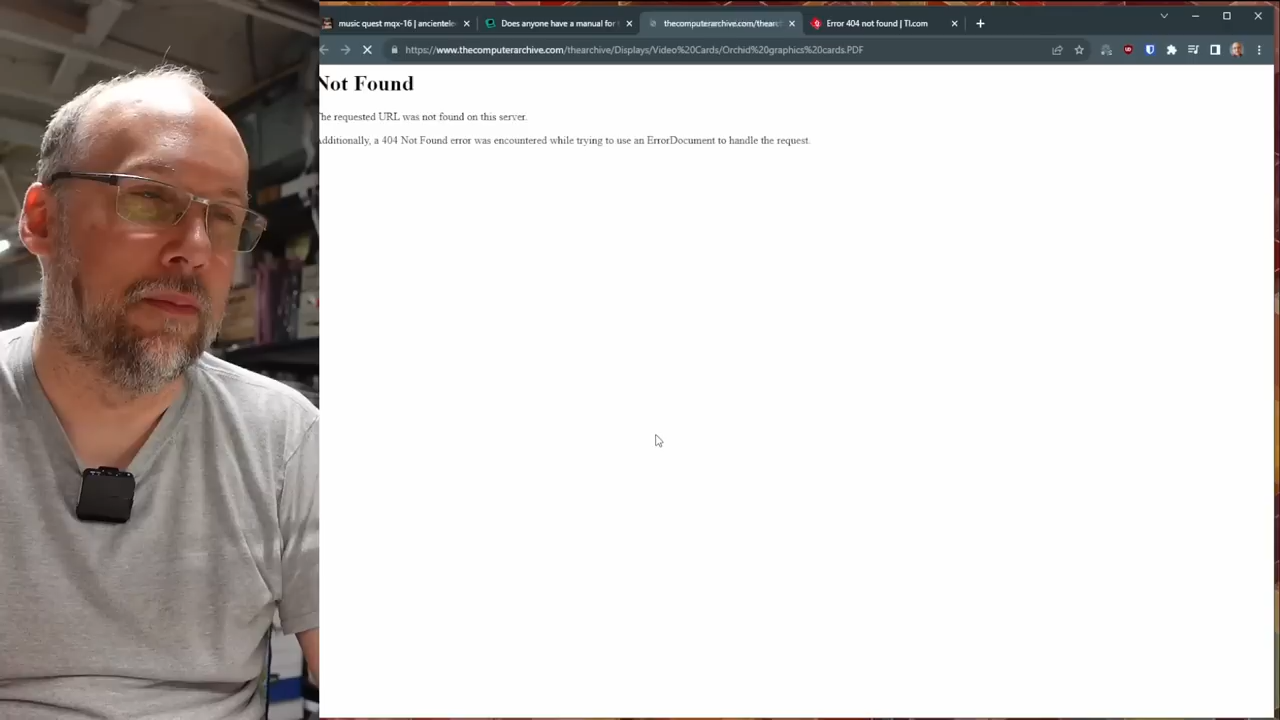 music quest mqx-16 | ancientele
Does anyone have a manual for
thecomputerarchive.com/thearc
Error 404 not found | TI.com
https://www.thecomputerarchive.com/thearchive/Displays/Video%20Cards/Orchid%20graphics%20cards.PDF
Not Found
The requested URL was not found on this server.
Additionally, a 404 Not Found error was encountered while trying to use an ErrorDocument to handle the request.